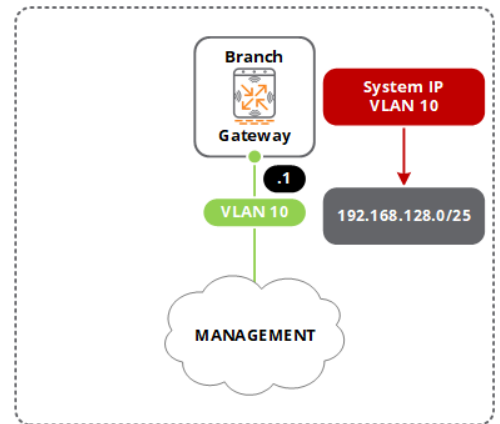 Branch
Gateway
System IP
VLAN 10
.1
VLAN 10
192.168.128.0/25
MANAGEMENT